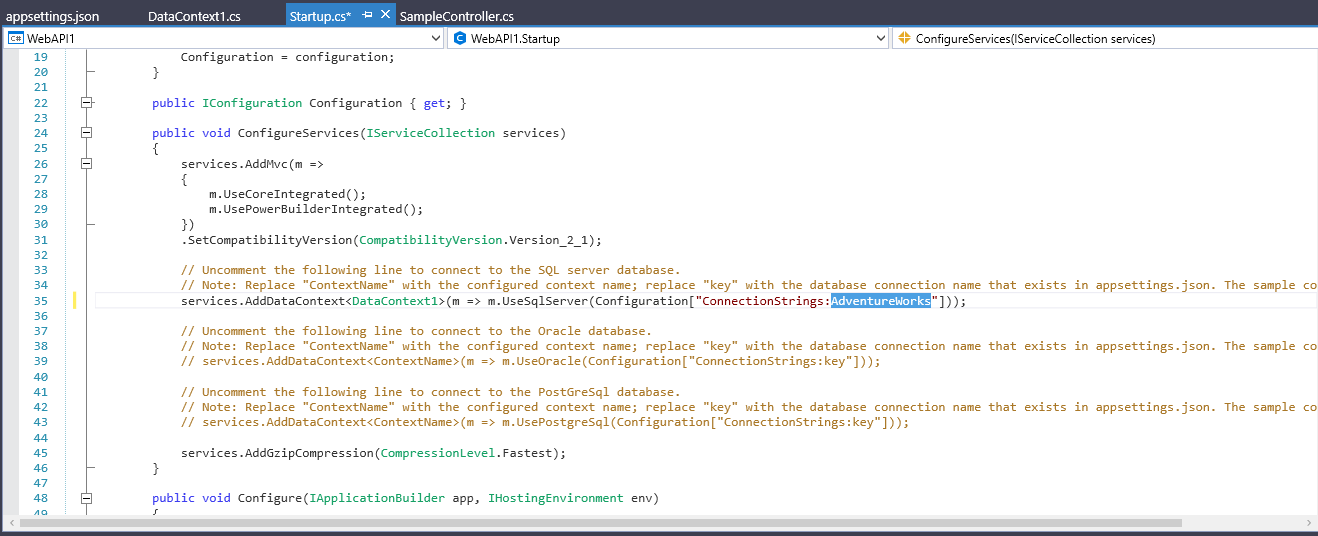 appsettings.json DataContext1.cs Startup.cs* SampleController.cs
C# WebAPI1 C WebAPI1.Startup ConfigureServices(IServiceCollection services)
19 Configuration = configuration;
20 }
21
22 public IConfiguration Configuration { get; }
23
24 public void ConfigureServices(IServiceCollection services)
25 {
26 services.AddMvc(m =>
27 {
28 m.UseCoreIntegrated();
29 m.UsePowerBuilderIntegrated();
30 })
31 .SetCompatibilityVersion(CompatibilityVersion.Version_2_1);
32
33 // Uncomment the following line to connect to the SQL server database.
34 // Note: Replace "ContextName" with the configured context name; replace "key" with the database connection name that exists in appsettings.json. The sample co
35 services.AddDataContext<DataContext1>(m => m.UseSqlServer(Configuration["ConnectionStrings:AdventureWorks"]));
36
37 // Uncomment the following line to connect to the Oracle database.
38 // Note: Replace "ContextName" with the configured context name; replace "key" with the database connection name that exists in appsettings.json. The sample co
39 // services.AddDataContext<ContextName>(m => m.UseOracle(Configuration["ConnectionStrings:key"]));
40
41 // Uncomment the following line to connect to the PostGreSql database.
42 // Note: Replace "ContextName" with the configured context name; replace "key" with the database connection name that exists in appsettings.json. The sample co
43 // services.AddDataContext<ContextName>(m => m.UsePostgreSql(Configuration["ConnectionStrings:key"]));
44
45 services.AddGzipCompression(CompressionLevel.Fastest);
46 }
47
48 public void Configure(IApplicationBuilder app, IHostingEnvironment env)
49 {